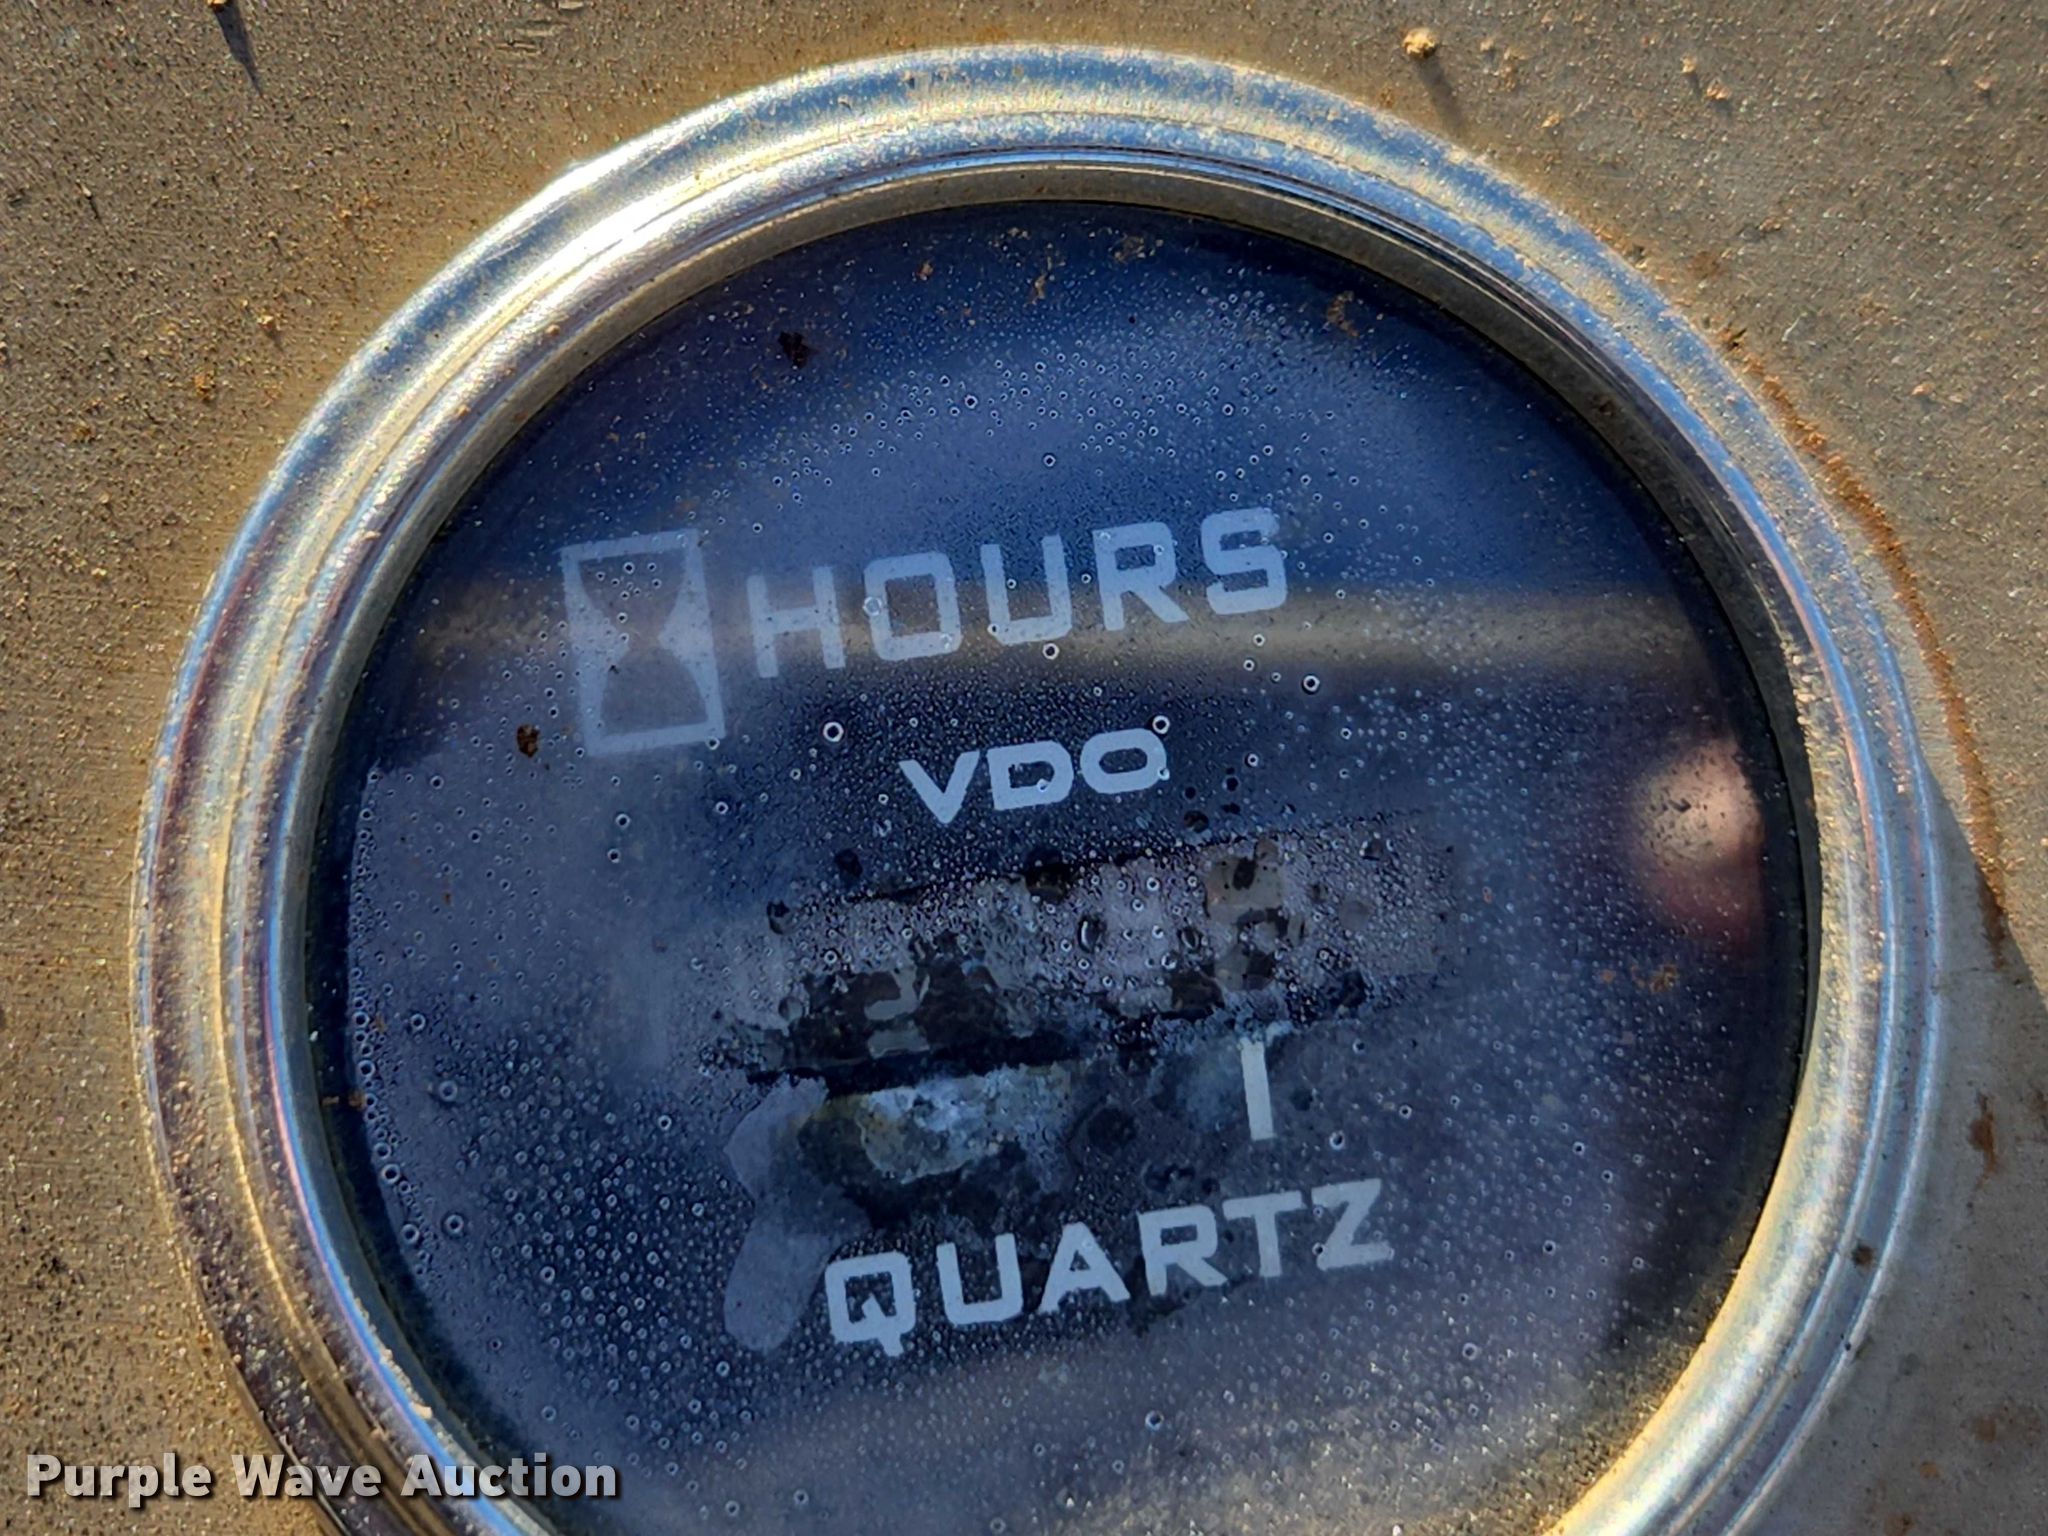 HOURS
VDO
QUARTZ
Purple Wave Auction